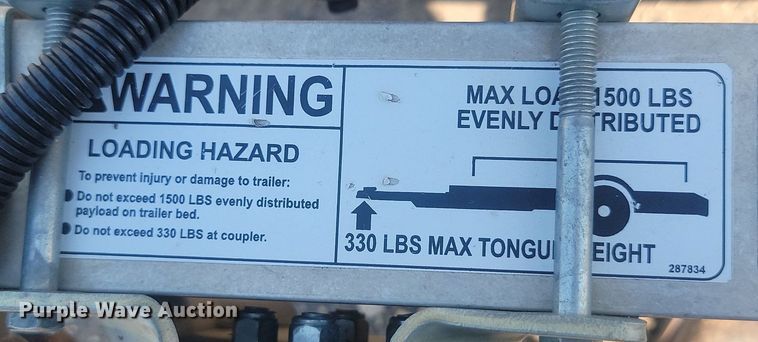 WARNING
LOADING HAZARD
To prevent injury or damage to trailer:
Do not exceed 1500 LBS evenly distributed
payload on trailer bed.
Do not exceed 330 LBS at coupler.
MAX LOA 1500 LBS
EVENLY D TRIBUTED
330 LBS MAX TONGU EIGHT
287834
Purple Wave Auction